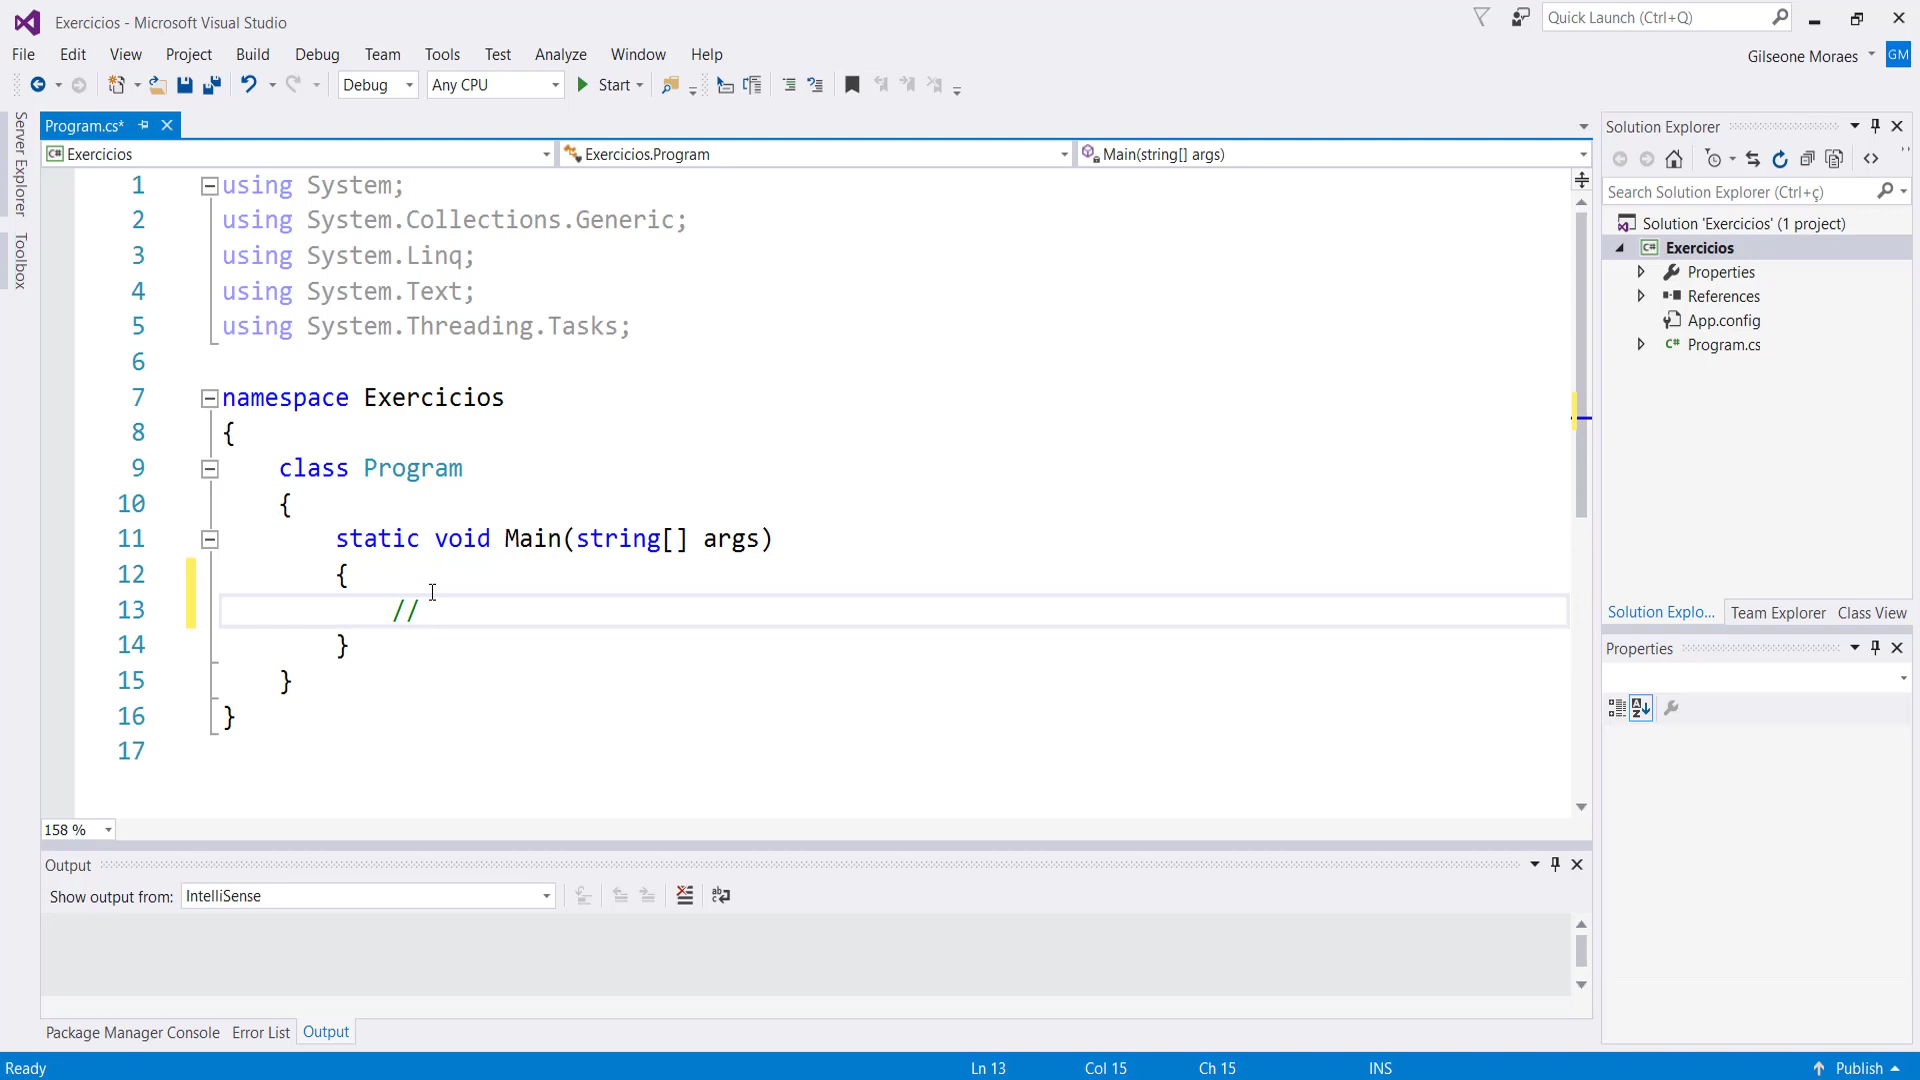 Exercicios - Microsoft Visual Studio
Quick Launch (Ctrl+Q)
File Edit View Project Build Debug Team Tools Test Analyze Window Help
Gilseone Moraes GM
Debug Any CPU Start
Server Explorer
Toolbox
Program.cs*
Exercicios Exercicios.Program Main(string[] args)
1 using System;
2 using System.Collections.Generic;
3 using System.Linq;
4 using System.Text;
5 using System.Threading.Tasks;
6
7 namespace Exercicios
8 {
9 class Program
10 {
11 static void Main(string[] args)
12 {
13 //
14 }
15 }
16 }
17
158 %
Output
Show output from: IntelliSense
Package Manager Console Error List Output
Solution Explorer
Search Solution Explorer (Ctrl+ç)
Solution 'Exercicios' (1 project)
C# Exercicios
Properties
References
App.config
C# Program.cs
Solution Explo... Team Explorer Class View
Properties
Ready Ln 13 Col 15 Ch 15 INS Publish